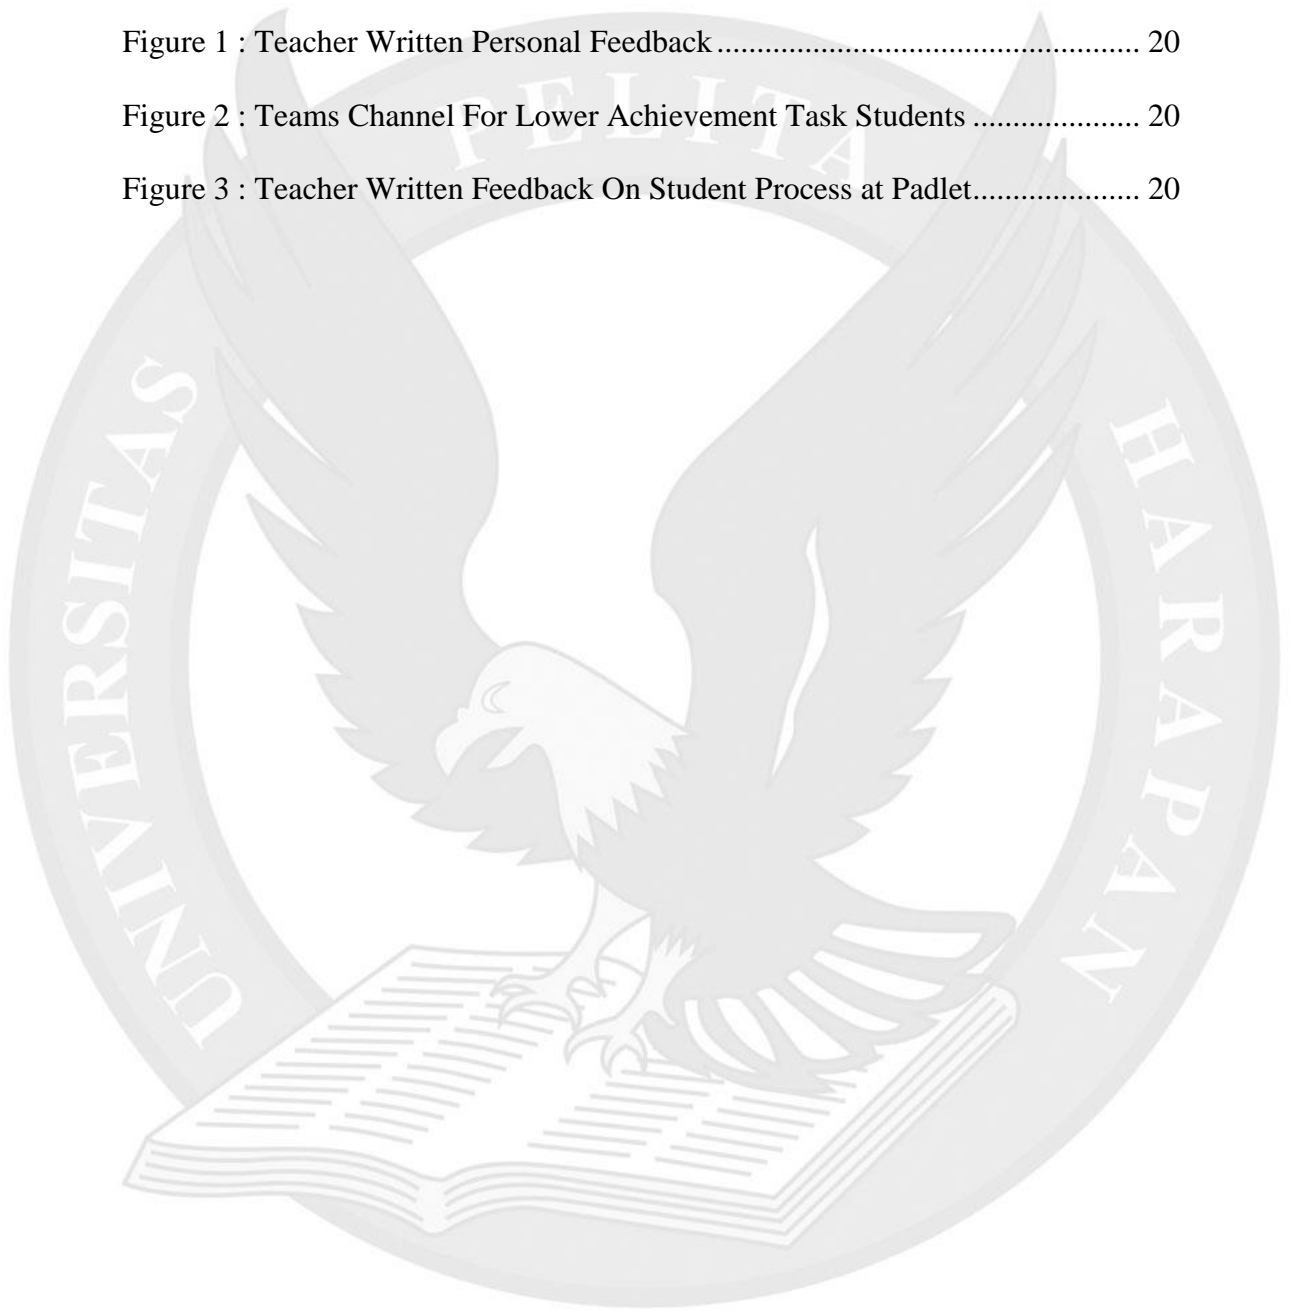 Figure 1 : Teacher Written Personal Feedback..................................................... 20
Figure 2 : Teams Channel For Lower Achievement Task Students ..................... 20
Figure 3 : Teacher Written Feedback On Student Process at Padlet..................... 20
UNIVERSITAS PELITA HARAPAN